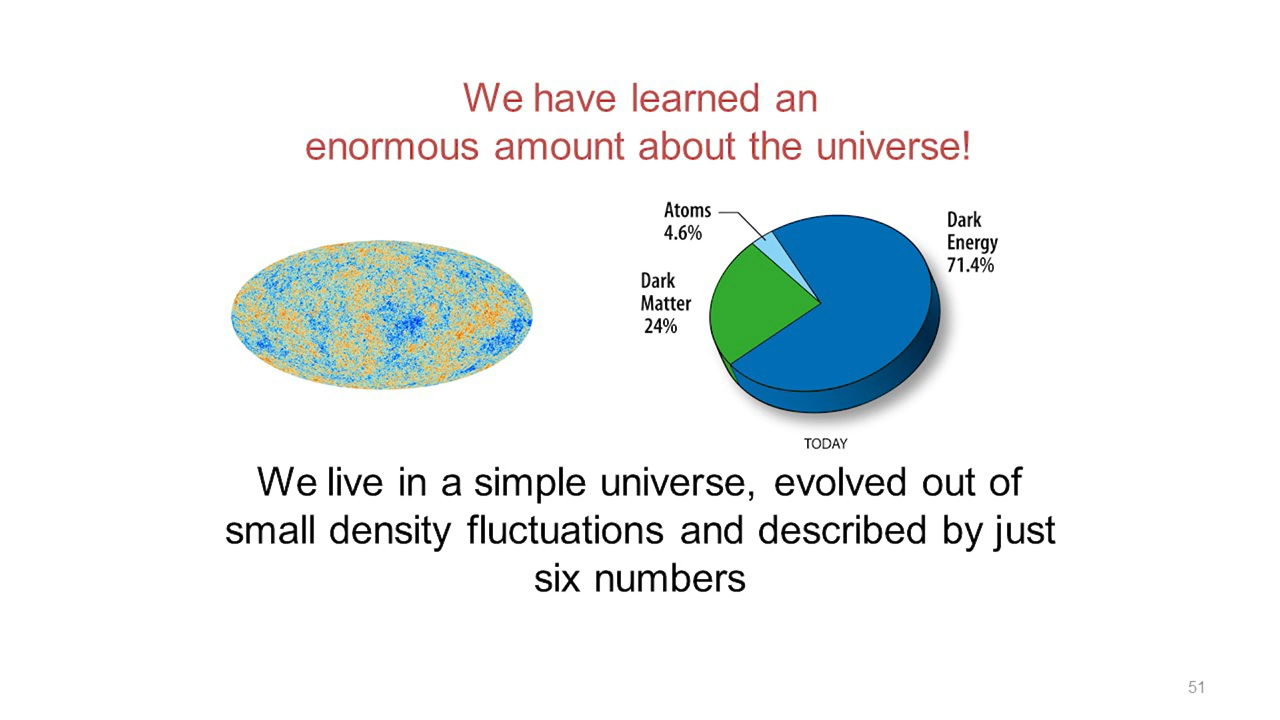 We have learned an
enormous amount about the universe!
Atoms
4.6%
Dark
Energy
71.4%
Dark
Matter
24%
TODAY
We live in a simple universe, evolved out of
small density fluctuations and described by just
six numbers
51